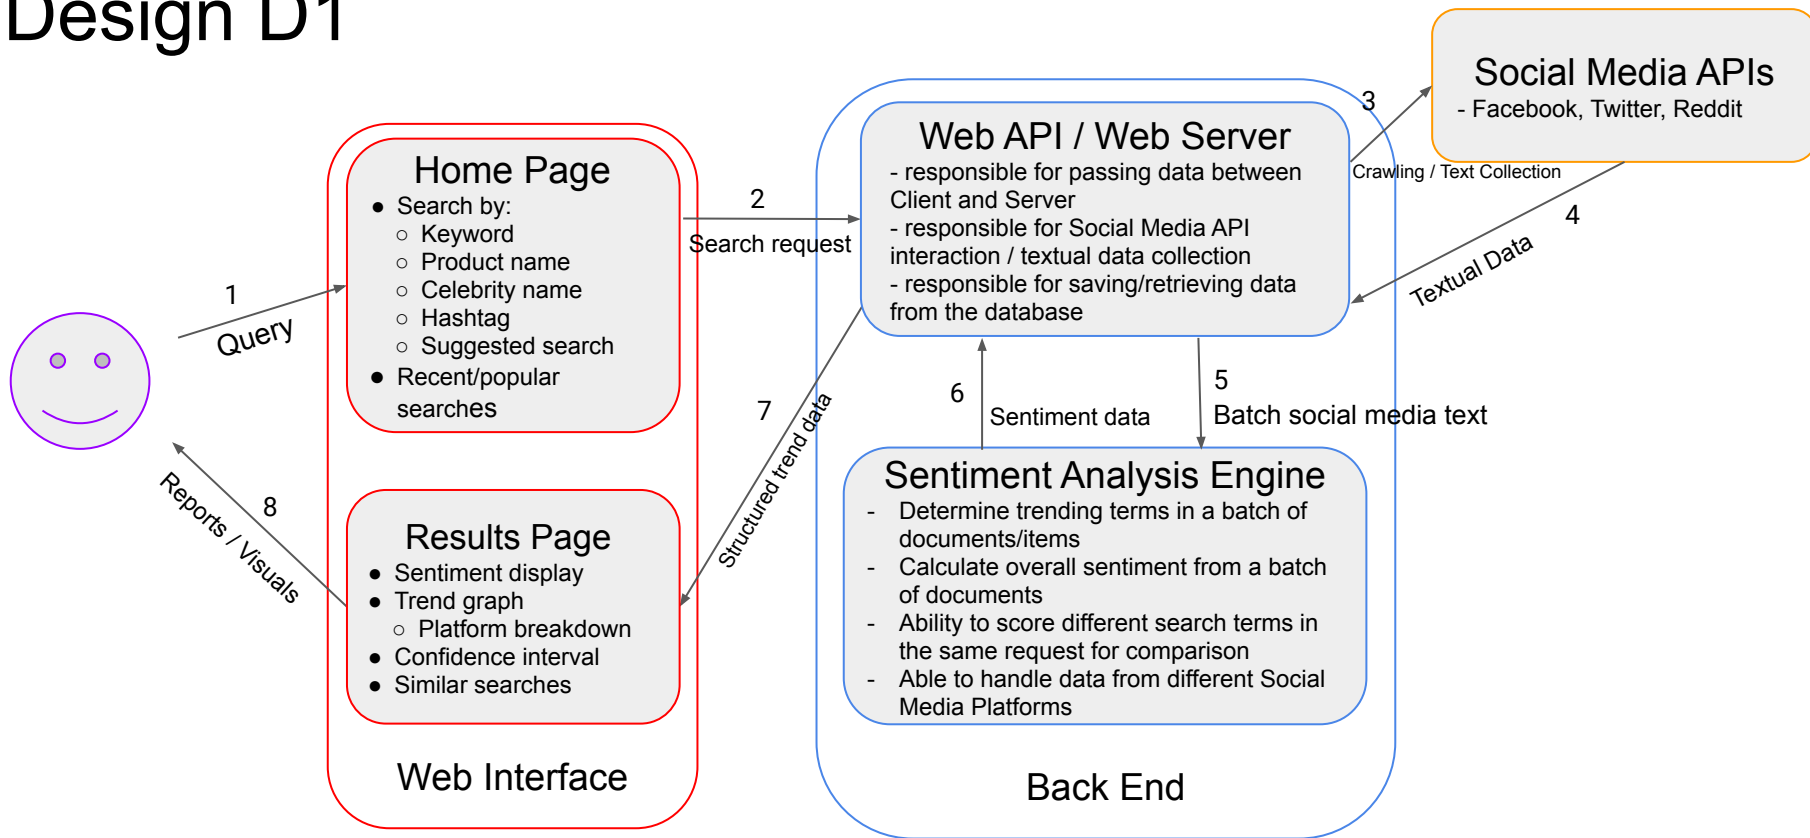 Design D1
Social Media APIs
- Facebook, Twitter, Reddit
Home Page
● Search by:
○ Keyword
○ Product name
○ Celebrity name
○ Hashtag
○ Suggested search
● Recent/popular
searches
Results Page
● Sentiment display
● Trend graph
○ Platform breakdown
● Confidence interval
● Similar searches
Web Interface
Web API / Web Server
- responsible for passing data between
Client and Server
- responsible for Social Media API
interaction / textual data collection
- responsible for saving/retrieving data
from the database
Sentiment Analysis Engine
- Determine trending terms in a batch of
documents/items
- Calculate overall sentiment from a batch
of documents
- Ability to score different search terms in
the same request for comparison
- Able to handle data from different Social
Media Platforms
Back End
1
Query
2
Search request
3
Crawling / Text Collection
4
Textual Data
5
Batch social media text
6
Sentiment data
7
Structured trend data
8
Reports / Visuals